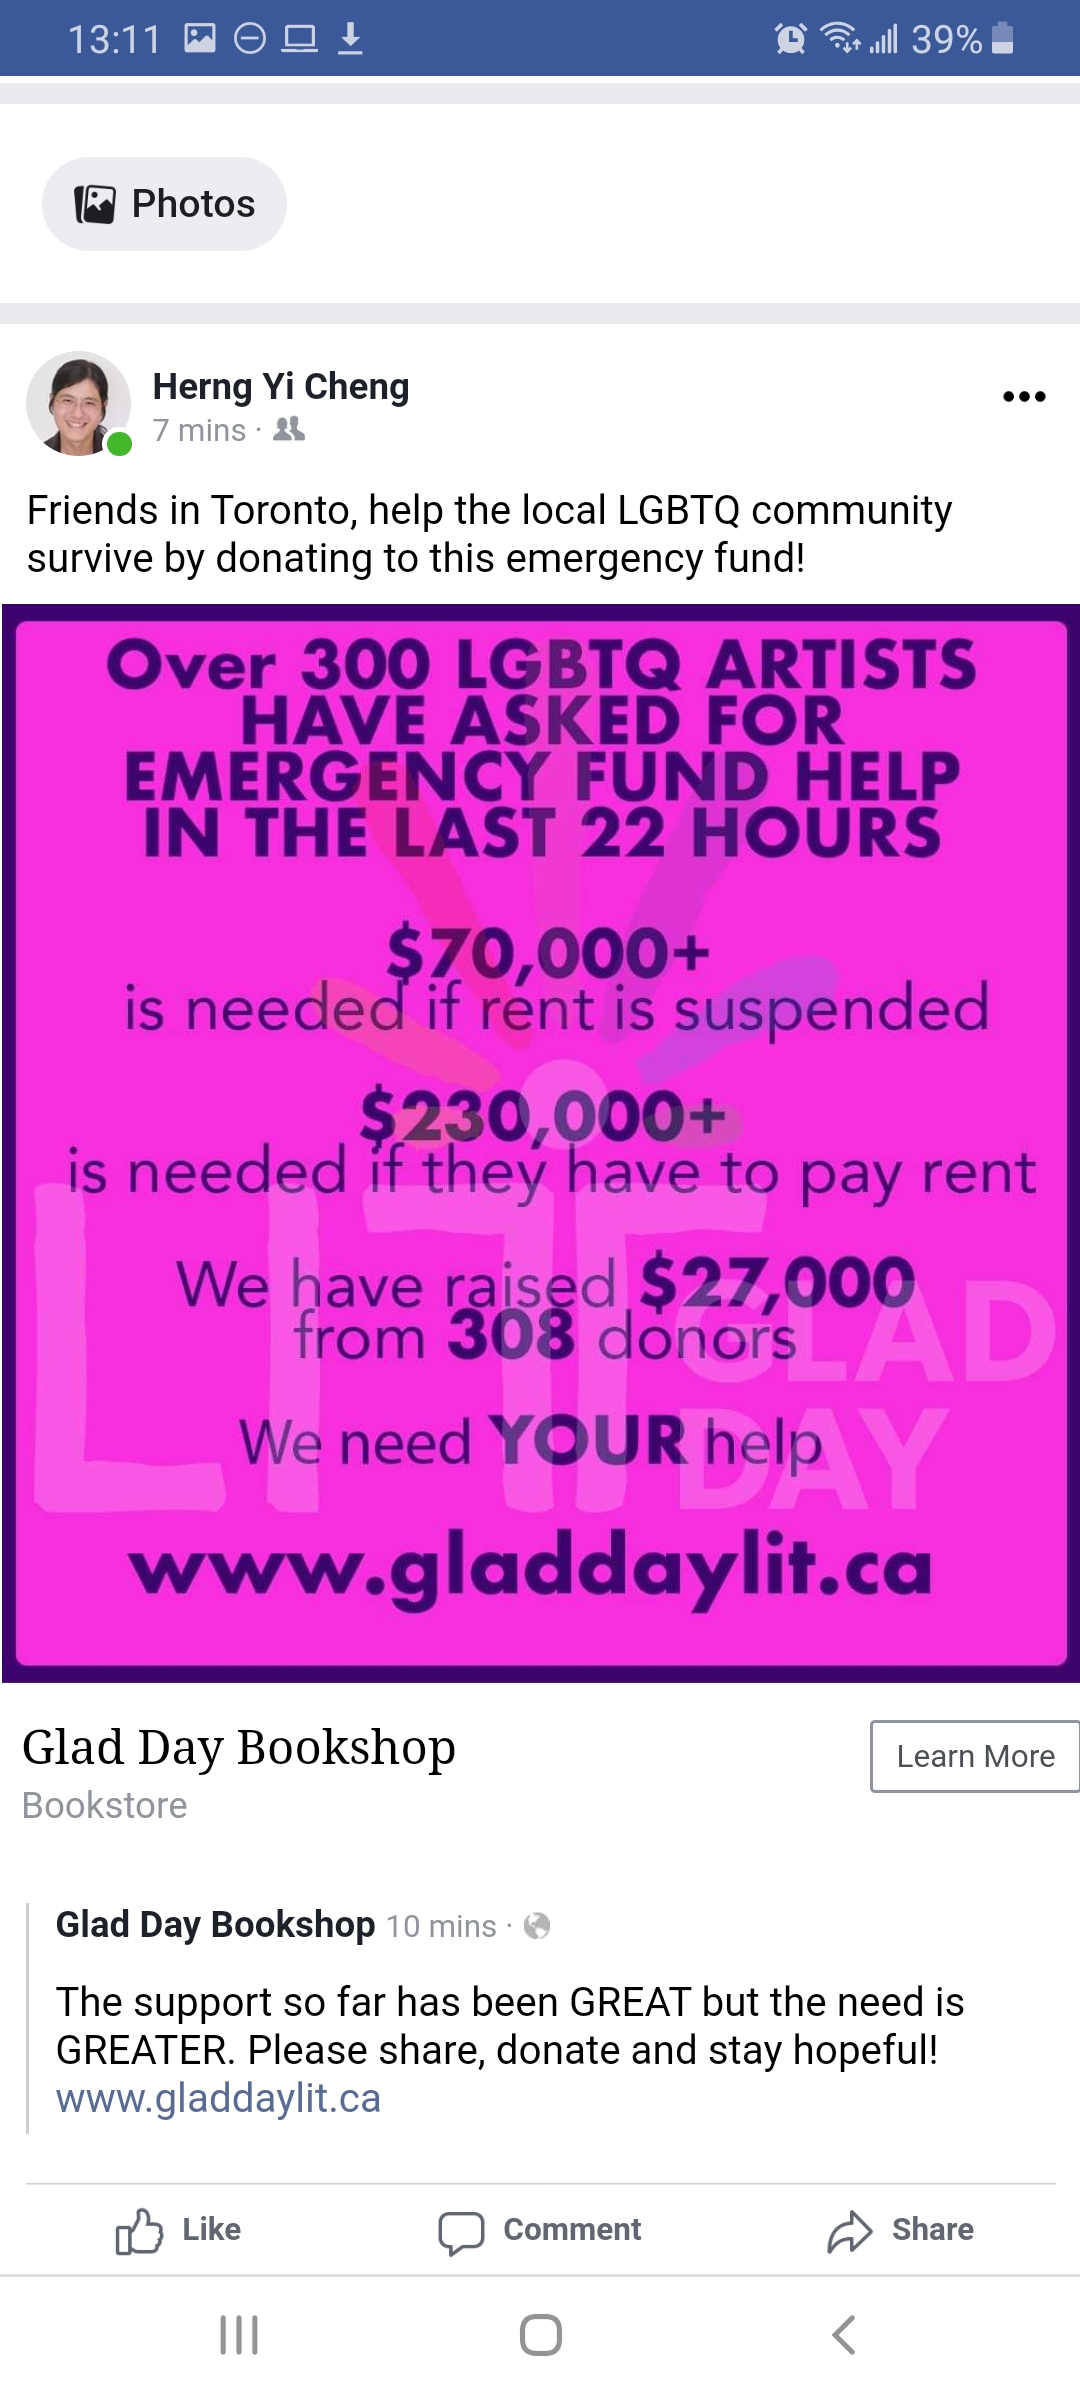 13:11
39%
Photos
Herng Yi Cheng
7 mins ·
Friends in Toronto, help the local LGBTQ community
survive by donating to this emergency fund!
Over 300 LGBTQ ARTISTS
HAVE ASKED FOR
EMERGENCY FUND HELP
IN THE LAST 22 HOURS
$70,000+
is needed if rent is suspended
$230,000+
is needed if they have to pay rent
We have raised $27,000
from 308 donors
We need YOUR help
LIT
GLAD
DAY
www.gladdaylit.ca
Glad Day Bookshop
Learn More
Bookstore
Glad Day Bookshop 10 mins ·
The support so far has been GREAT but the need is
GREATER. Please share, donate and stay hopeful!
www.gladdaylit.ca
Like
Comment
Share